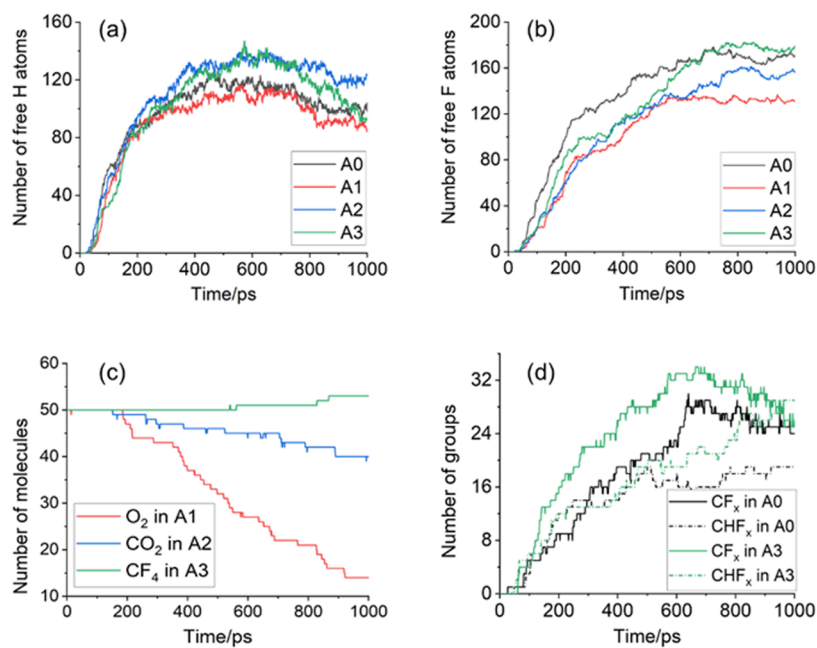 (a)
Number of free H atoms
160
120
80
40
0
A0
A1
A2
A3
0 200 400 600 800 1000
Time/ps
(b)
Number of free F atoms
200
160
120
80
40
0
A0
A1
A2
A3
0 200 400 600 800 1000
Time/ps
(c)
Number of molecules
60
50
40
30
20
10
O₂ in A1
CO₂ in A2
CF₄ in A3
0 200 400 600 800 1000
Time/ps
(d)
Number of groups
32
24
16
8
0
CFₓ in A0
CHFₓ in A0
CFₓ in A3
CHFₓ in A3
0 200 400 600 800 1000
Time/ps